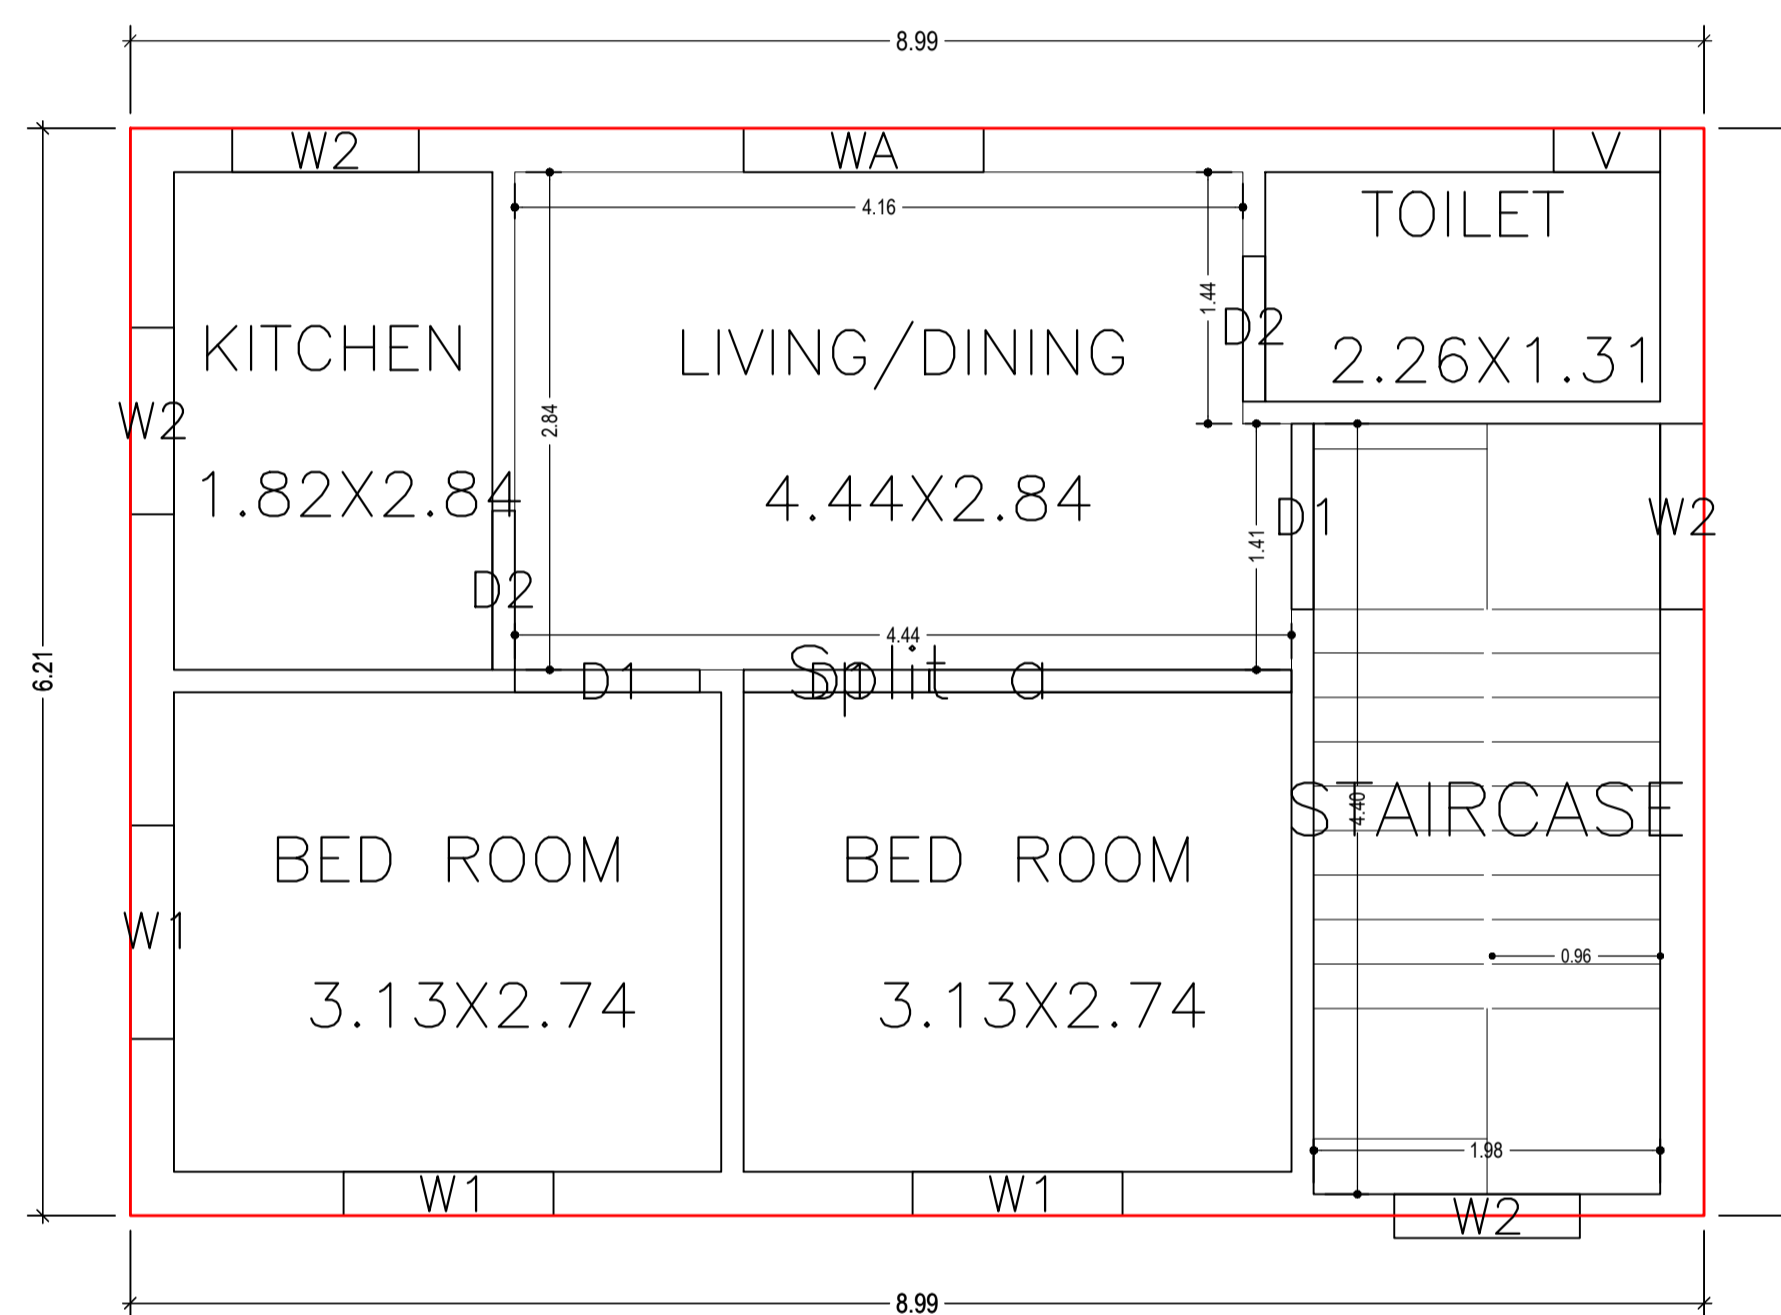 8.99
W2
WA
V
4.16
TOILET
1.44
D2
KITCHEN
LIVING/DINING
2.26X1.31
W2
2.84
1.82X2.84
4.44X2.84
D1
W2
1.41
D2
4.44
6.21
D1
Split a
D1
STAIRCASE
4.40
BED ROOM
BED ROOM
W1
0.96
3.13X2.74
3.13X2.74
1.98
W1
W1
W2
8.99